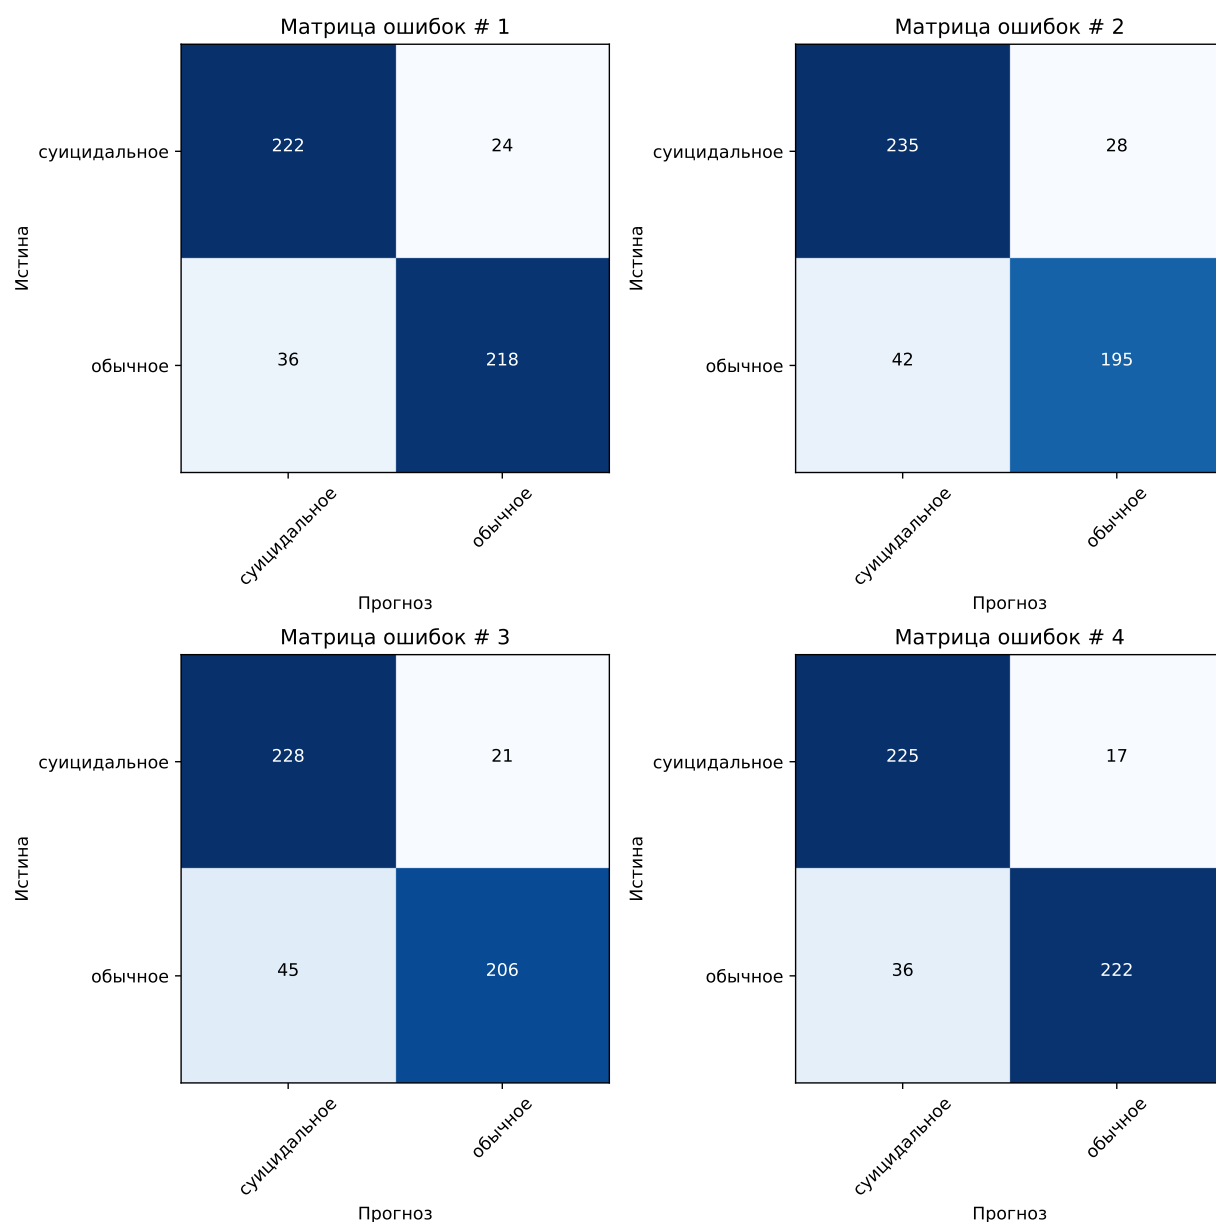 Матрица ошибок # 1
суицидальное
222
24
Истина
обычное
36
218
суицидальное
обычное
Прогноз
Матрица ошибок # 2
суицидальное
235
28
Истина
обычное
42
195
суицидальное
обычное
Прогноз
Матрица ошибок # 3
суицидальное
228
21
Истина
обычное
45
206
суицидальное
обычное
Прогноз
Матрица ошибок # 4
суицидальное
225
17
Истина
обычное
36
222
суицидальное
обычное
Прогноз